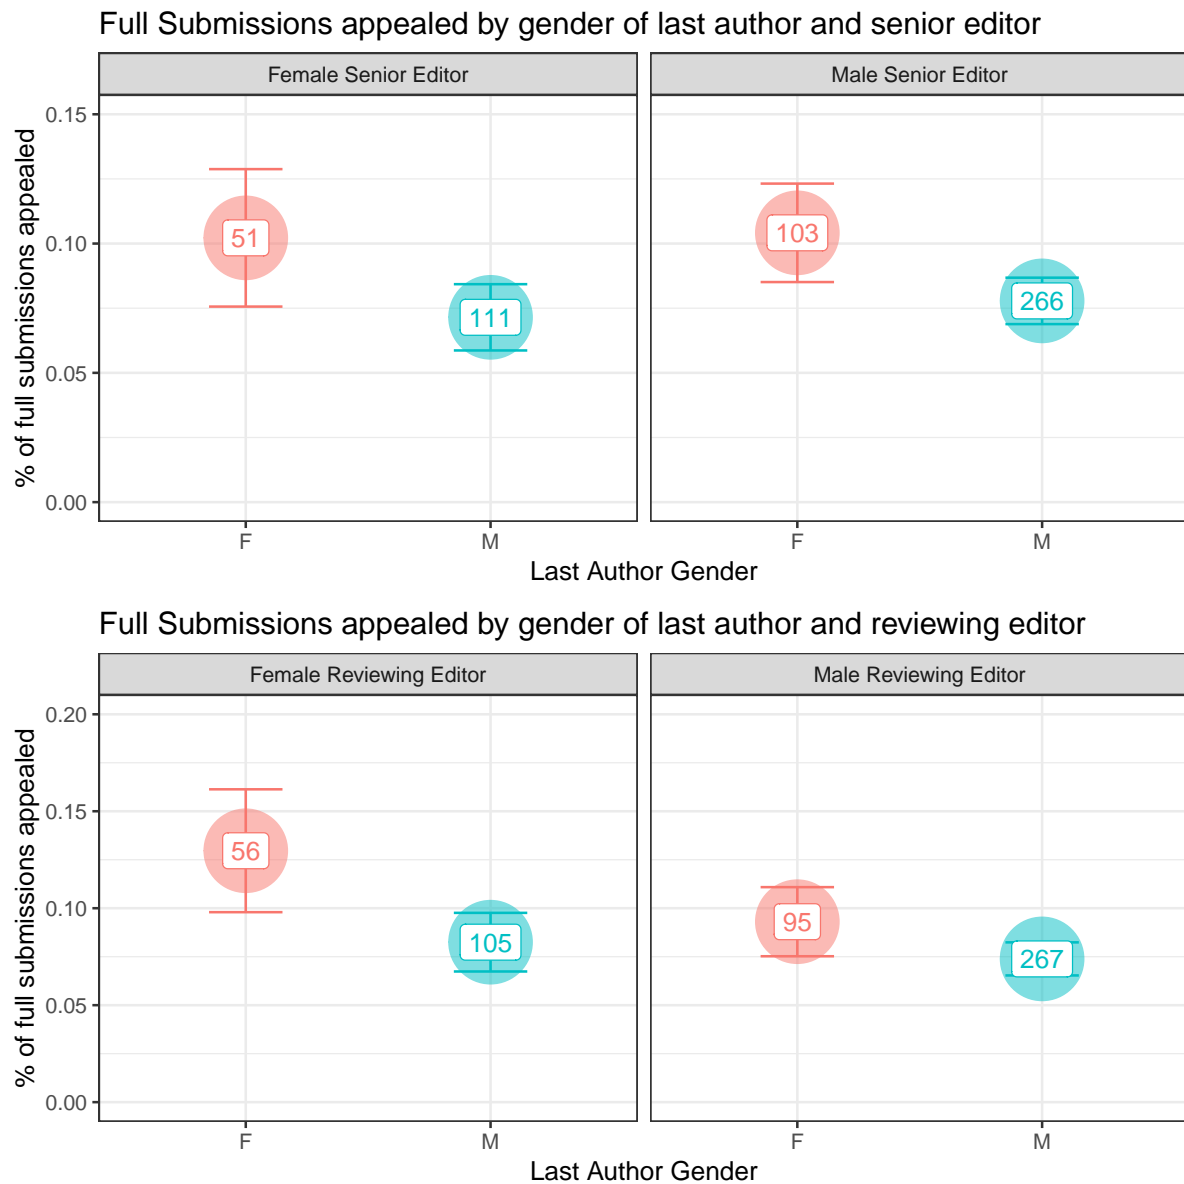 Full Submissions appealed by gender of last author and senior editor
Female Senior Editor
Male Senior Editor
% of full submissions appealed
0.15
0.10
0.05
0.00
51
111
103
266
F
M
F
M
Last Author Gender
Full Submissions appealed by gender of last author and reviewing editor
Female Reviewing Editor
Male Reviewing Editor
% of full submissions appealed
0.20
0.15
0.10
0.05
0.00
56
105
95
267
F
M
F
M
Last Author Gender